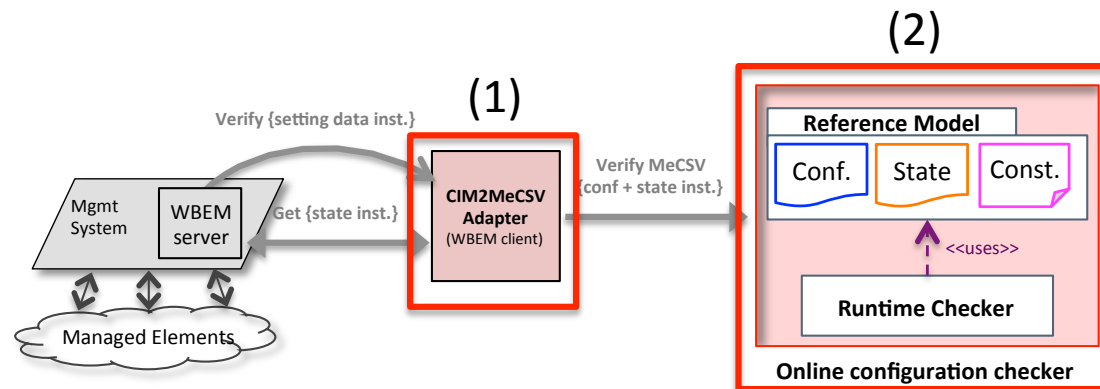 (1)
(2)
Verify {setting data inst.}
Mgmt
System
WBEM
server
Get {state inst.}
Managed Elements
CIM2MeCSV
Adapter
(WBEM client)
Verify MeCSV
{conf + state inst.}
Reference Model
Conf.
State
Const.
<<uses>>
Runtime Checker
Online configuration checker